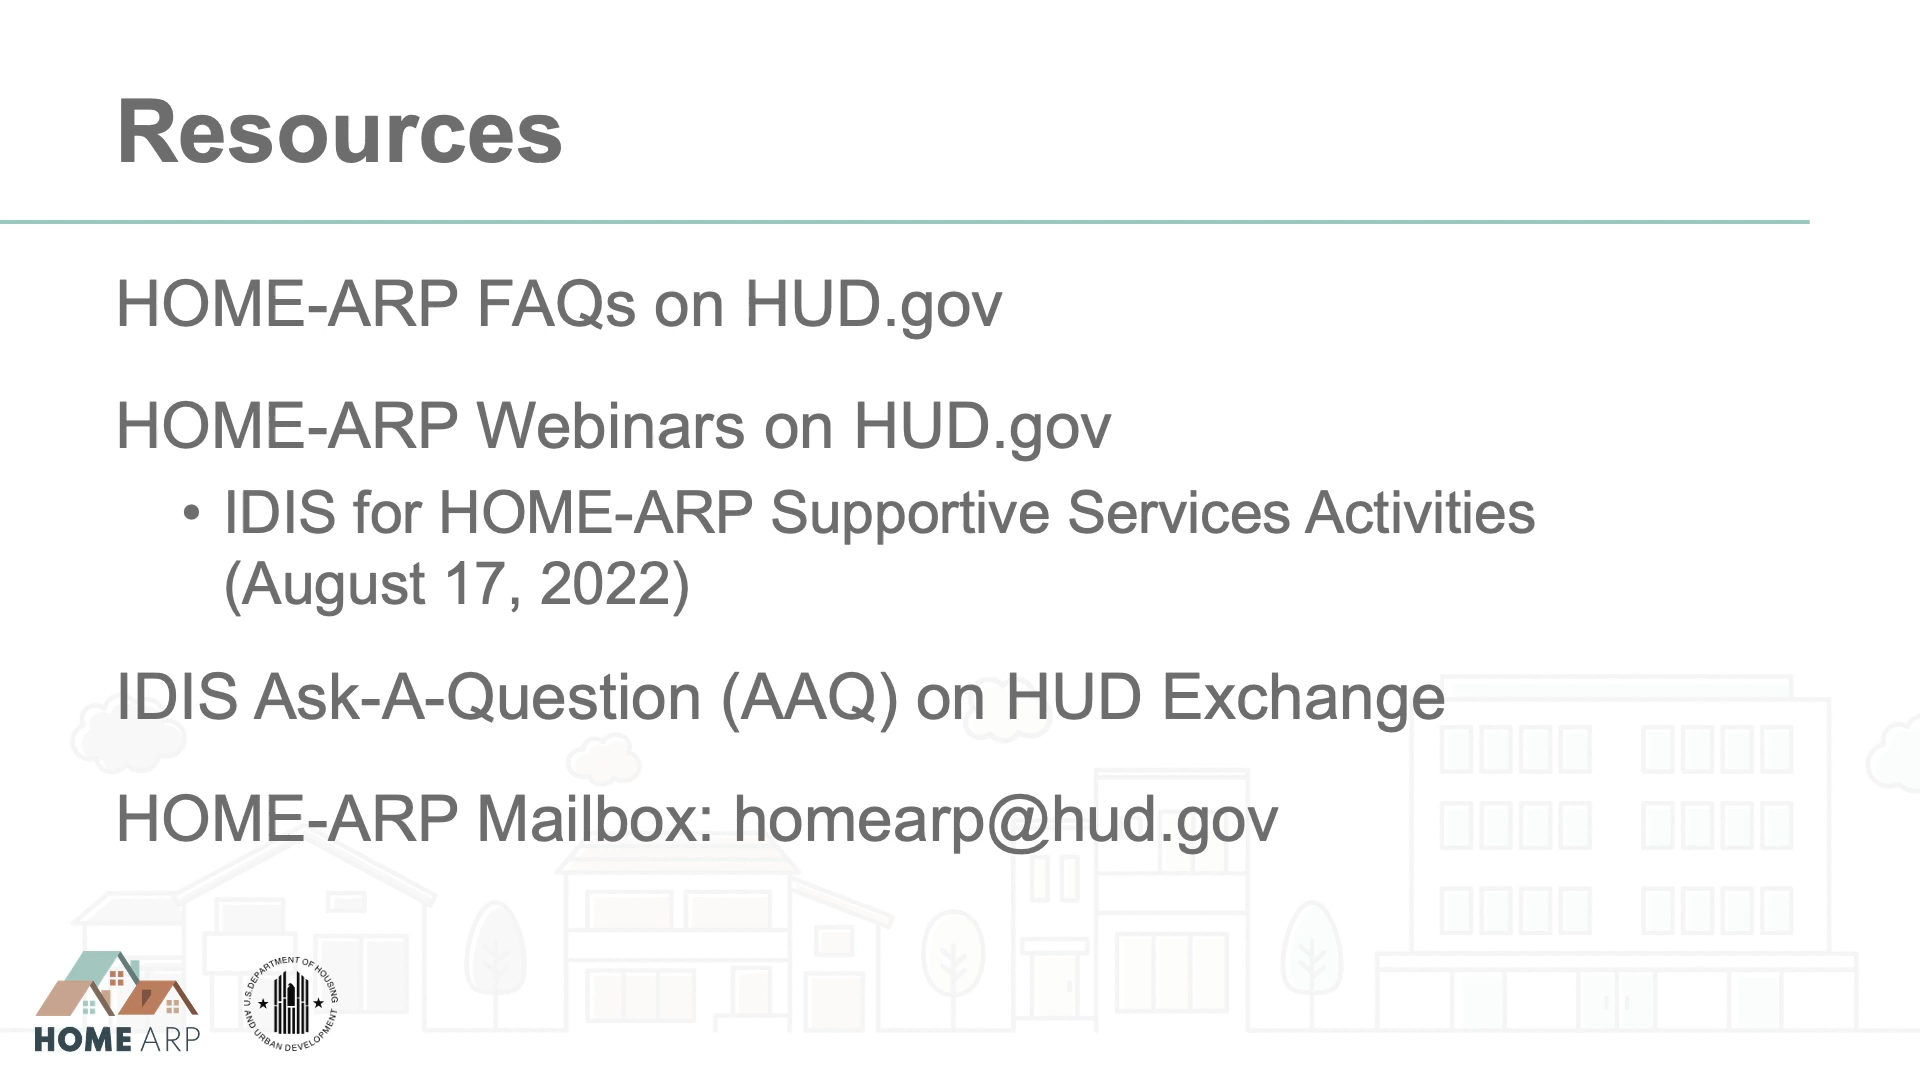 Resources
HOME-ARP FAQs on HUD.gov
HOME-ARP Webinars on HUD.gov
• IDIS for HOME-ARP Supportive Services Activities
(August 17, 2022)
IDIS Ask-A-Question (AAQ) on HUD Exchange
HOME-ARP Mailbox: homearp@hud.gov
HOME ARP
U.S. DEPARTMENT OF HOUSING
AND URBAN DEVELOPMENT